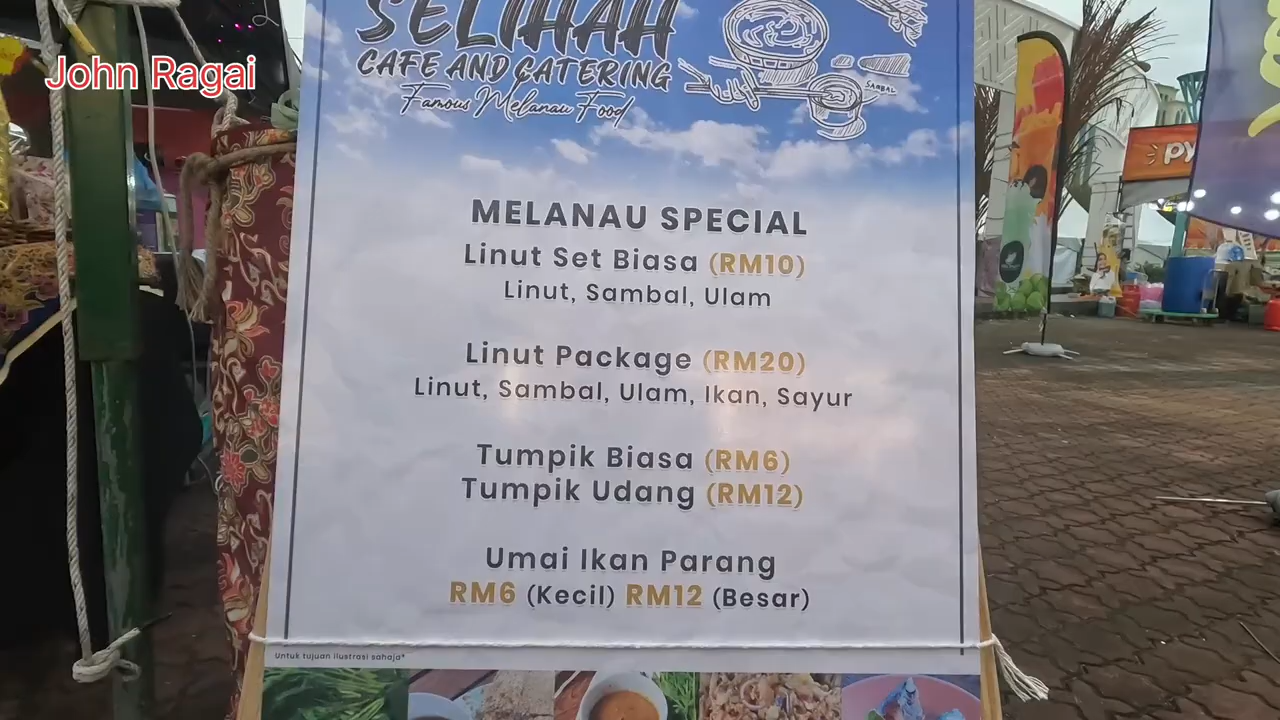 John Ragai
SELIHAH
CAFE AND CATERING
Famous Melanau Food
SAMBAL
MELANAU SPECIAL
Linut Set Biasa (RM10)
Linut, Sambal, Ulam
Linut Package (RM20)
Linut, Sambal, Ulam, Ikan, Sayur
Tumpik Biasa (RM6)
Tumpik Udang (RM12)
Umai Ikan Parang
RM6 (Kecil) RM12 (Besar)
Untuk tujuan ilustrasi sahaja*